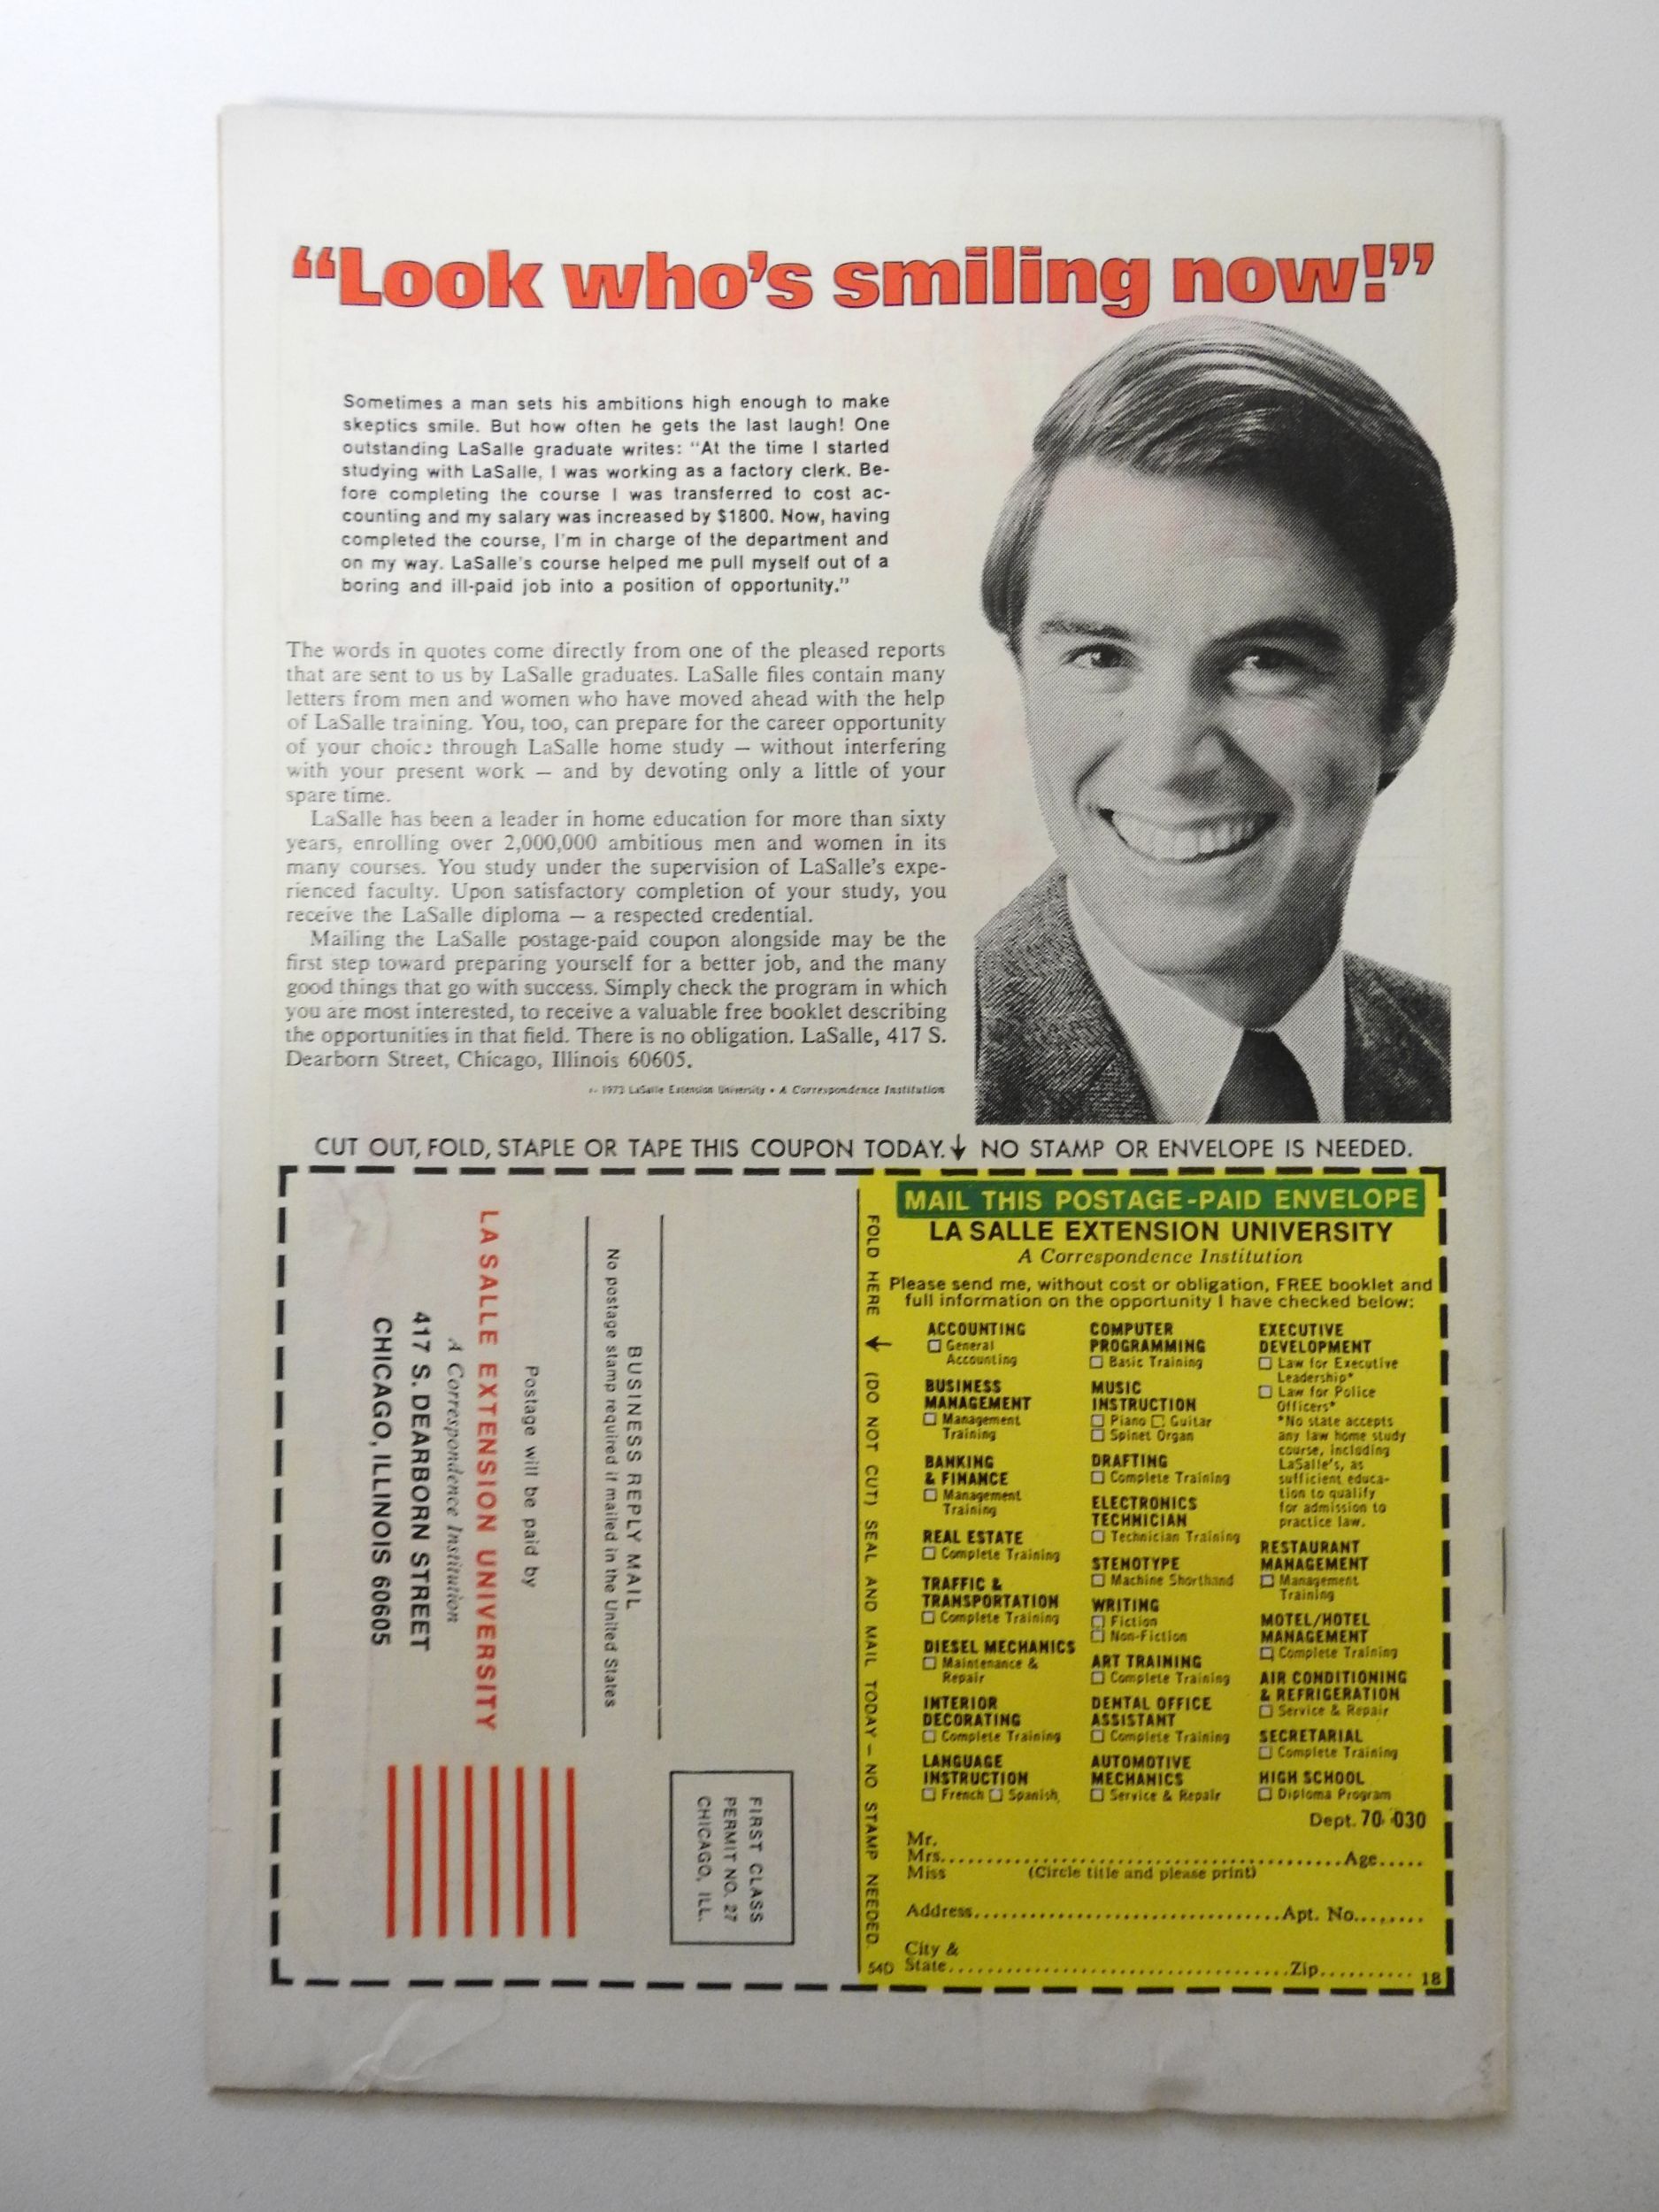 “Look who’s smiling now!”
Sometimes a man sets his ambitions high enough to make
skeptics smile. But how often he gets the last laugh! One
outstanding LaSalle graduate writes: “At the time I started
studying with LaSalle, I was working as a factory clerk. Be-
fore completing the course I was transferred to cost ac-
counting and my salary was increased by $1800. Now, having
completed the course, I’m in charge of the department and
on my way. LaSalle’s course helped me pull myself out of a
boring and ill-paid job into a position of opportunity.”
The words in quotes come directly from one of the pleased reports
that are sent to us by LaSalle graduates. LaSalle files contain many
letters from men and women who have moved ahead with the help
of LaSalle training. You, too, can prepare for the career opportunity
of your choice through LaSalle home study — without interfering
with your present work — and by devoting only a little of your
spare time.
LaSalle has been a leader in home education for more than sixty
years, enrolling over 2,000,000 ambitious men and women in its
many courses. You study under the supervision of LaSalle’s expe-
rienced faculty. Upon satisfactory completion of your study, you
receive the LaSalle diploma — a respected credential.
Mailing the LaSalle postage-paid coupon alongside may be the
first step toward preparing yourself for a better job, and the many
good things that go with success. Simply check the program in which
you are most interested, to receive a valuable free booklet describing
the opportunities in that field. There is no obligation. LaSalle, 417 S.
Dearborn Street, Chicago, Illinois 60605.
1973 LaSalle Extension University • A Correspondence Institution
CUT OUT, FOLD, STAPLE OR TAPE THIS COUPON TODAY.↓ NO STAMP OR ENVELOPE IS NEEDED.
FIRST CLASS
PERMIT NO. 27
CHICAGO, ILL.
BUSINESS REPLY MAIL
No postage stamp required if mailed in the United States
Postage will be paid by
LA SALLE EXTENSION UNIVERSITY
A Correspondence Institution
417 S. DEARBORN STREET
CHICAGO, ILLINOIS 60605
FOLD HERE ↓ (DO NOT CUT) SEAL AND MAIL TODAY — NO STAMP NEEDED.
54D
MAIL THIS POSTAGE-PAID ENVELOPE
LA SALLE EXTENSION UNIVERSITY
A Correspondence Institution
Please send me, without cost or obligation, FREE booklet and
full information on the opportunity I have checked below:
ACCOUNTING
☐ General
Accounting
BUSINESS
MANAGEMENT
☐ Management
Training
BANKING
& FINANCE
☐ Management
Training
REAL ESTATE
☐ Complete Training
TRAFFIC &
TRANSPORTATION
☐ Complete Training
DIESEL MECHANICS
☐ Maintenance &
Repair
INTERIOR
DECORATING
☐ Complete Training
LANGUAGE
INSTRUCTION
☐ French ☐ Spanish
COMPUTER
PROGRAMMING
☐ Basic Training
MUSIC
INSTRUCTION
☐ Piano ☐ Guitar
☐ Spinet Organ
DRAFTING
☐ Complete Training
ELECTRONICS
TECHNICIAN
☐ Technician Training
STENOTYPE
☐ Machine Shorthand
WRITING
☐ Fiction
☐ Non-Fiction
ART TRAINING
☐ Complete Training
DENTAL OFFICE
ASSISTANT
☐ Complete Training
AUTOMOTIVE
MECHANICS
☐ Service & Repair
EXECUTIVE
DEVELOPMENT
☐ Law for Executive
Leadership*
☐ Law for Police
Officers*
*No state accepts
any law home study
course, including
LaSalle’s, as
sufficient educa-
tion to qualify
for admission to
practice law.
RESTAURANT
MANAGEMENT
☐ Management
Training
MOTEL/HOTEL
MANAGEMENT
☐ Complete Training
AIR CONDITIONING
& REFRIGERATION
☐ Service & Repair
SECRETARIAL
☐ Complete Training
HIGH SCHOOL
☐ Diploma Program
Dept. 70-030
Mr.
Mrs. Age
Miss (Circle title and please print)
Address Apt. No.
City &
State Zip 18